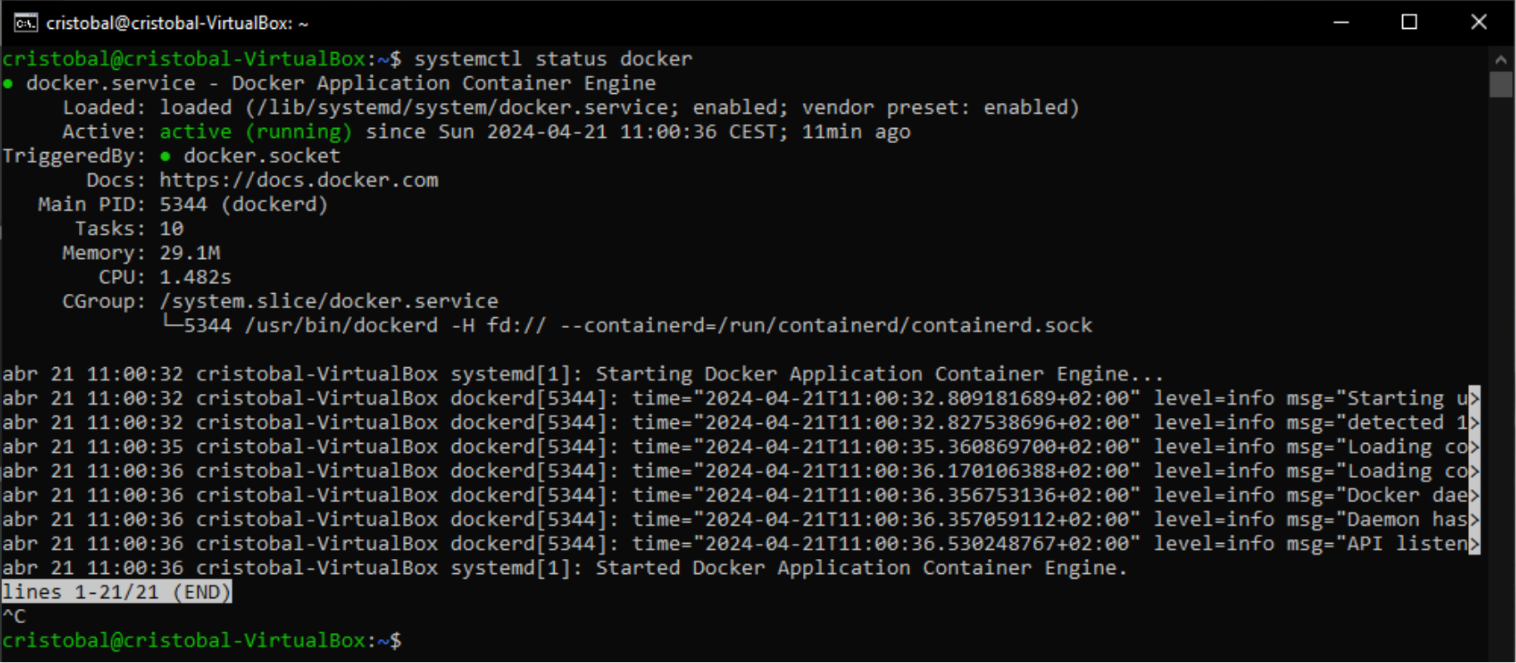 cristobal@cristobal-VirtualBox: ~
cristobal@cristobal-VirtualBox:~$ systemctl status docker
● docker.service - Docker Application Container Engine
     Loaded: loaded (/lib/systemd/system/docker.service; enabled; vendor preset: enabled)
     Active: active (running) since Sun 2024-04-21 11:00:36 CEST; 11min ago
TriggeredBy: ● docker.socket
       Docs: https://docs.docker.com
   Main PID: 5344 (dockerd)
      Tasks: 10
     Memory: 29.1M
        CPU: 1.482s
     CGroup: /system.slice/docker.service
             └─5344 /usr/bin/dockerd -H fd:// --containerd=/run/containerd/containerd.sock
abr 21 11:00:32 cristobal-VirtualBox systemd[1]: Starting Docker Application Container Engine...
abr 21 11:00:32 cristobal-VirtualBox dockerd[5344]: time="2024-04-21T11:00:32.809181689+02:00" level=info msg="Starting u>
abr 21 11:00:32 cristobal-VirtualBox dockerd[5344]: time="2024-04-21T11:00:32.827538696+02:00" level=info msg="detected 1>
abr 21 11:00:35 cristobal-VirtualBox dockerd[5344]: time="2024-04-21T11:00:35.360869700+02:00" level=info msg="Loading co>
abr 21 11:00:36 cristobal-VirtualBox dockerd[5344]: time="2024-04-21T11:00:36.170106388+02:00" level=info msg="Loading co>
abr 21 11:00:36 cristobal-VirtualBox dockerd[5344]: time="2024-04-21T11:00:36.356753136+02:00" level=info msg="Docker dae>
abr 21 11:00:36 cristobal-VirtualBox dockerd[5344]: time="2024-04-21T11:00:36.357059112+02:00" level=info msg="Daemon has>
abr 21 11:00:36 cristobal-VirtualBox dockerd[5344]: time="2024-04-21T11:00:36.530248767+02:00" level=info msg="API listen>
abr 21 11:00:36 cristobal-VirtualBox systemd[1]: Started Docker Application Container Engine.
lines 1-21/21 (END)
^C
cristobal@cristobal-VirtualBox:~$